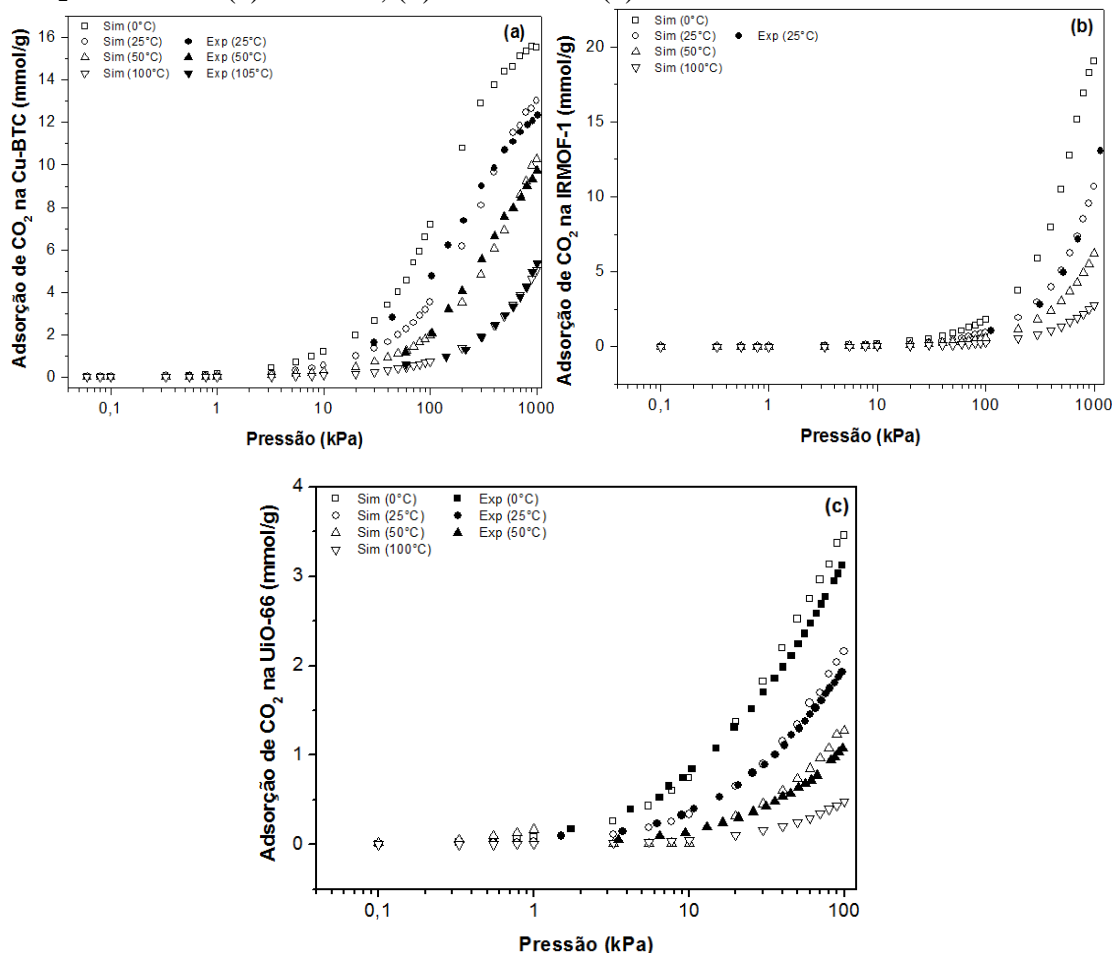 (a)
Sim (0°C)
Sim (25°C) Exp (25°C)
Sim (50°C) Exp (50°C)
Sim (100°C) Exp (105°C)
Adsorção de CO₂ na Cu-BTC (mmol/g)
16
14
12
10
8
6
4
2
0
0,1 1 10 100 1000
Pressão (kPa)
(b)
Sim (0°C)
Sim (25°C) Exp (25°C)
Sim (50°C)
Sim (100°C)
Adsorção de CO₂ na IRMOF-1 (mmol/g)
20
15
10
5
0
0,1 1 10 100 1000
Pressão (kPa)
(c)
Sim (0°C) Exp (0°C)
Sim (25°C) Exp (25°C)
Sim (50°C) Exp (50°C)
Sim (100°C)
Adsorção de CO₂ na UiO-66 (mmol/g)
4
3
2
1
0
0,1 1 10 100
Pressão (kPa)